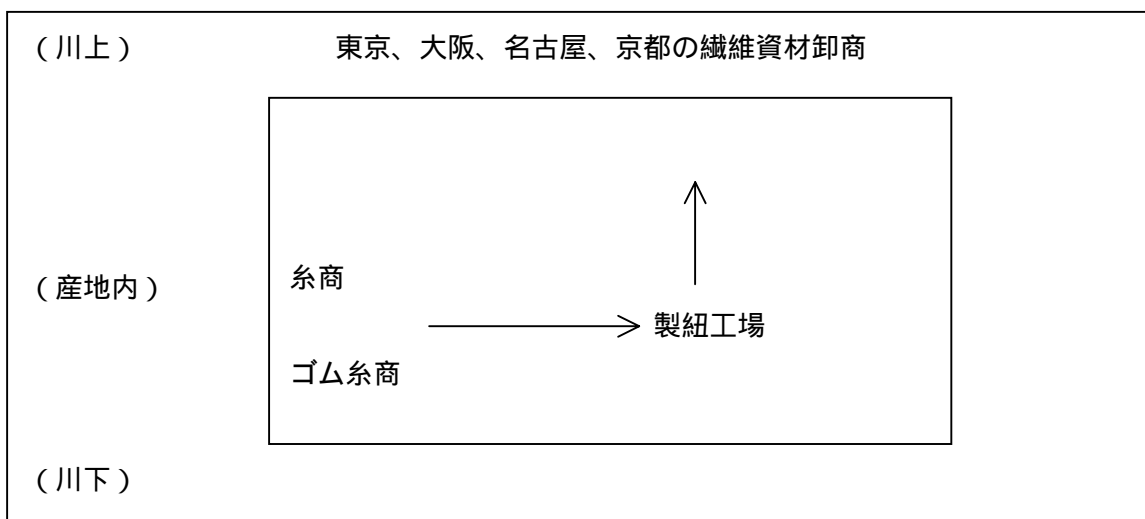 （川上）
東京、大阪、名古屋、京都の繊維資材卸商
（産地内）
糸商
製紐工場
ゴム糸商
（川下）